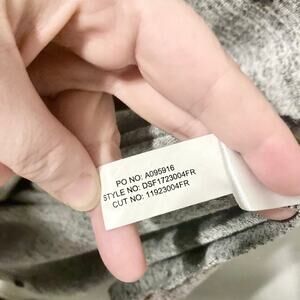 PO NO: A095916
STYLE NO: DSF1723004FR
CUT NO: 11923004FR